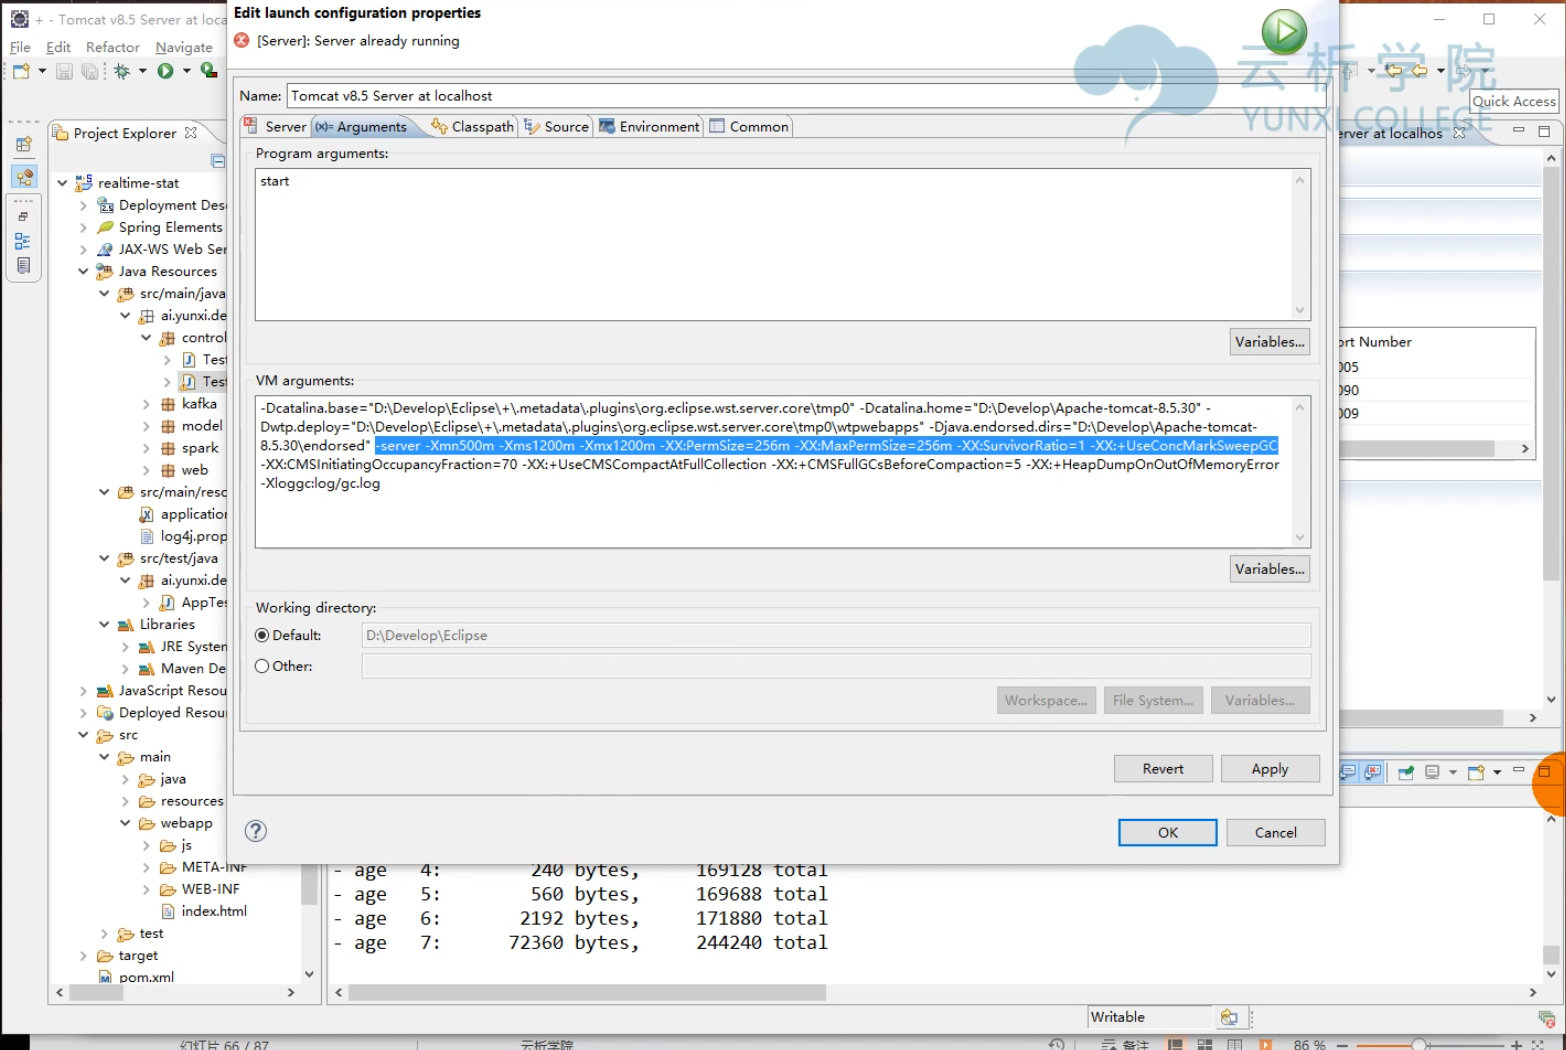 Edit launch configuration properties
+ - Tomcat v8.5 Server at loca
[Server]: Server already running
File Edit Refactor Navigate
云析学院
YUNXI COLLEGE
Name: Tomcat v8.5 Server at localhost
Quick Access
Server (x)= Arguments Classpath Source Environment Common
Project Explorer
erver at localhos
Program arguments:
start
realtime-stat
Deployment Des
Spring Elements
JAX-WS Web Ser
Java Resources
src/main/java
ai.yunxi.de
control
Test
Test
kafka
model
spark
web
src/main/reso
application
log4j.prop
src/test/java
ai.yunxi.de
AppTes
Libraries
JRE System
Maven De
JavaScript Resou
Deployed Resour
src
main
java
resources
webapp
js
META-INF
WEB-INF
index.html
test
target
pom.xml
Variables...
ort Number
005
090
009
VM arguments:
-Dcatalina.base="D:\Develop\Eclipse\+\.metadata\.plugins\org.eclipse.wst.server.core\tmp0" -Dcatalina.home="D:\Develop\Apache-tomcat-8.5.30" -
Dwtp.deploy="D:\Develop\Eclipse\+\.metadata\.plugins\org.eclipse.wst.server.core\tmp0\wtpwebapps" -Djava.endorsed.dirs="D:\Develop\Apache-tomcat-
8.5.30\endorsed" -server -Xmn500m -Xms1200m -Xmx1200m -XX:PermSize=256m -XX:MaxPermSize=256m -XX:SurvivorRatio=1 -XX:+UseConcMarkSweepGC
-XX:CMSInitiatingOccupancyFraction=70 -XX:+UseCMSCompactAtFullCollection -XX:+CMSFullGCsBeforeCompaction=5 -XX:+HeapDumpOnOutOfMemoryError
-Xloggc:log/gc.log
Variables...
Working directory:
Default: D:\Develop\Eclipse
Other:
Workspace... File System... Variables...
Revert Apply
OK Cancel
- age 4: 240 bytes, 169128 total
- age 5: 560 bytes, 169688 total
- age 6: 2192 bytes, 171880 total
- age 7: 72360 bytes, 244240 total
Writable
幻灯片 66 / 87 云析学院 备注 86 %